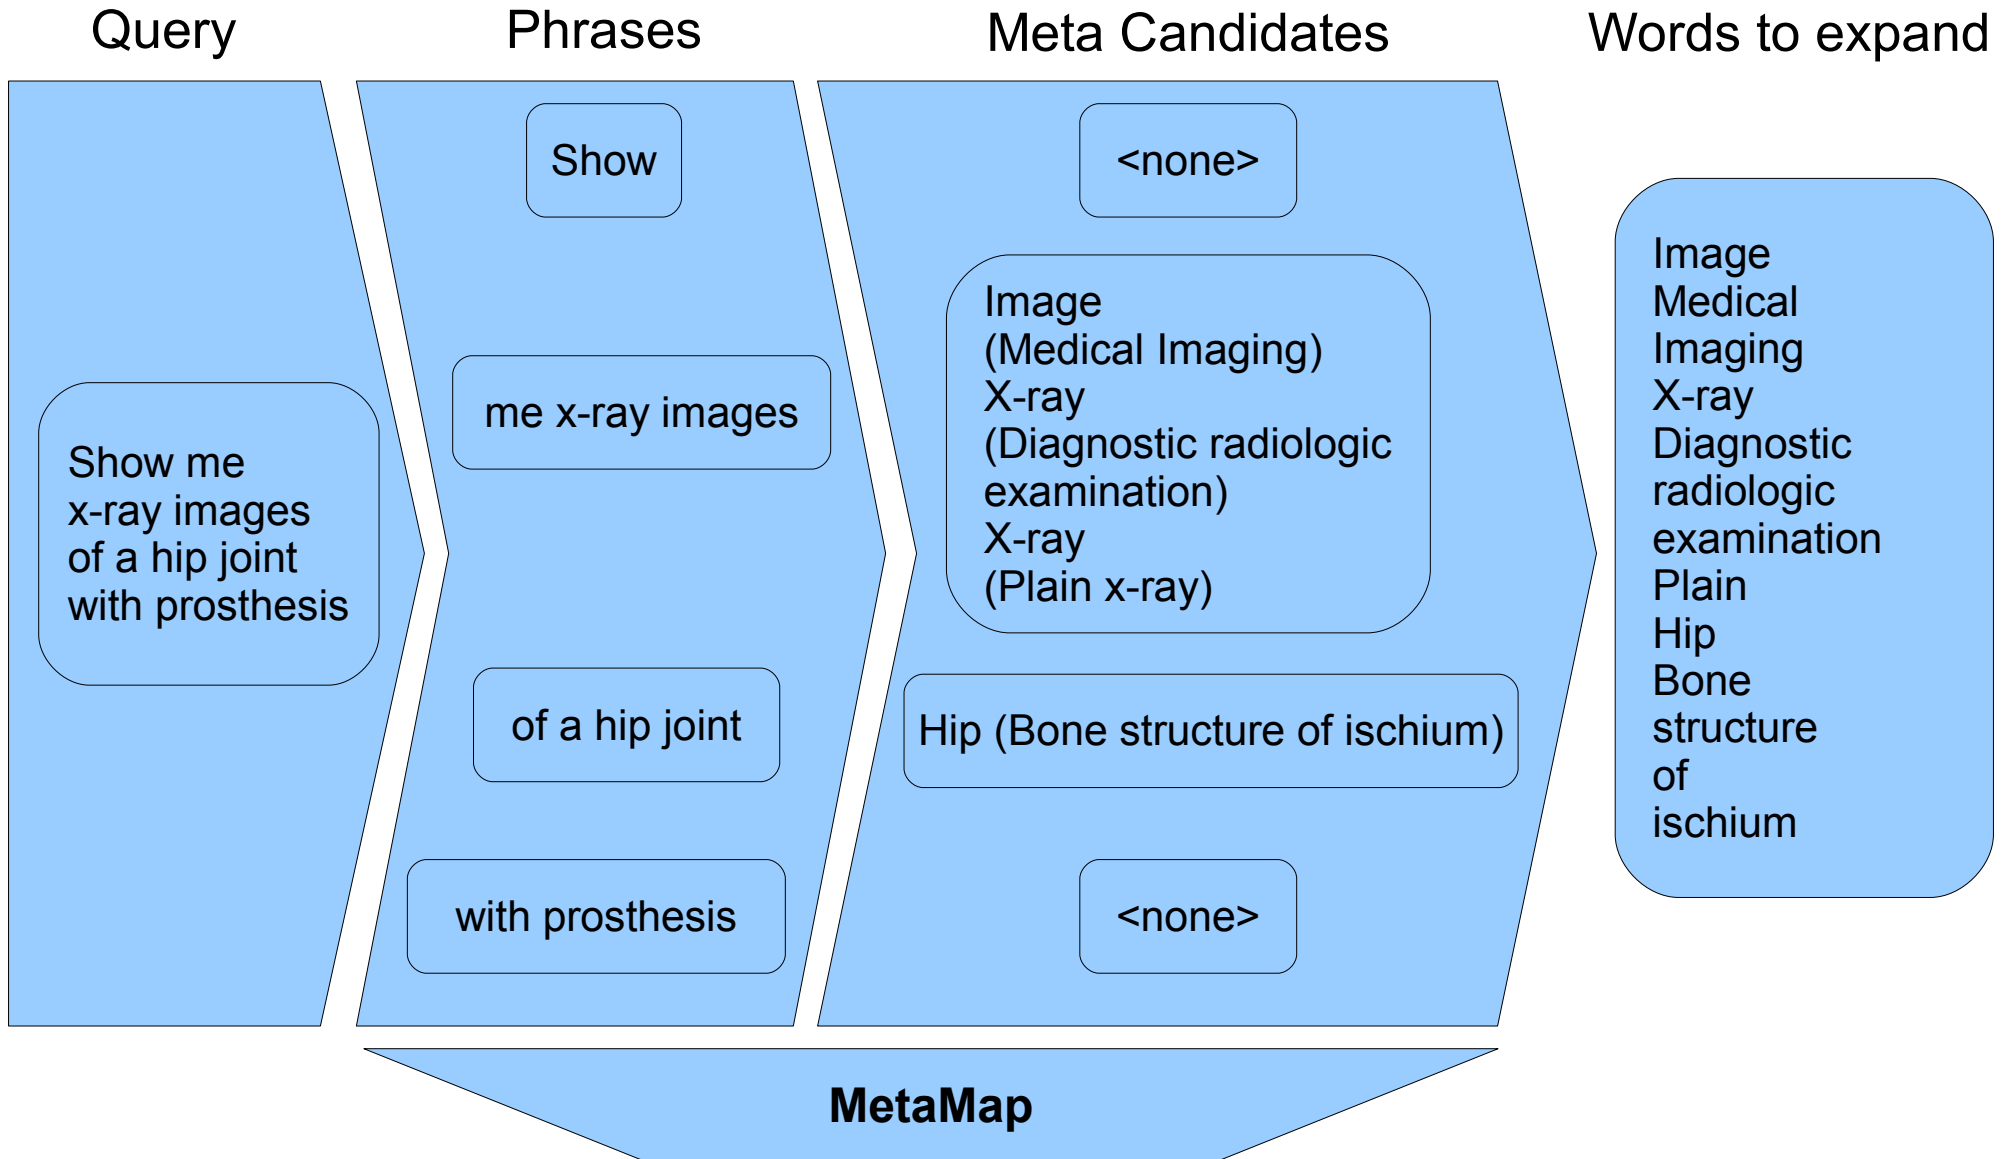 Query
Phrases
Meta Candidates
Words to expand
Show me
x-ray images
of a hip joint
with prosthesis
Show
me x-ray images
of a hip joint
with prosthesis
<none>
Image
(Medical Imaging)
X-ray
(Diagnostic radiologic
examination)
X-ray
(Plain x-ray)
Hip (Bone structure of ischium)
<none>
Image
Medical
Imaging
X-ray
Diagnostic
radiologic
examination
Plain
Hip
Bone
structure
of
ischium
MetaMap